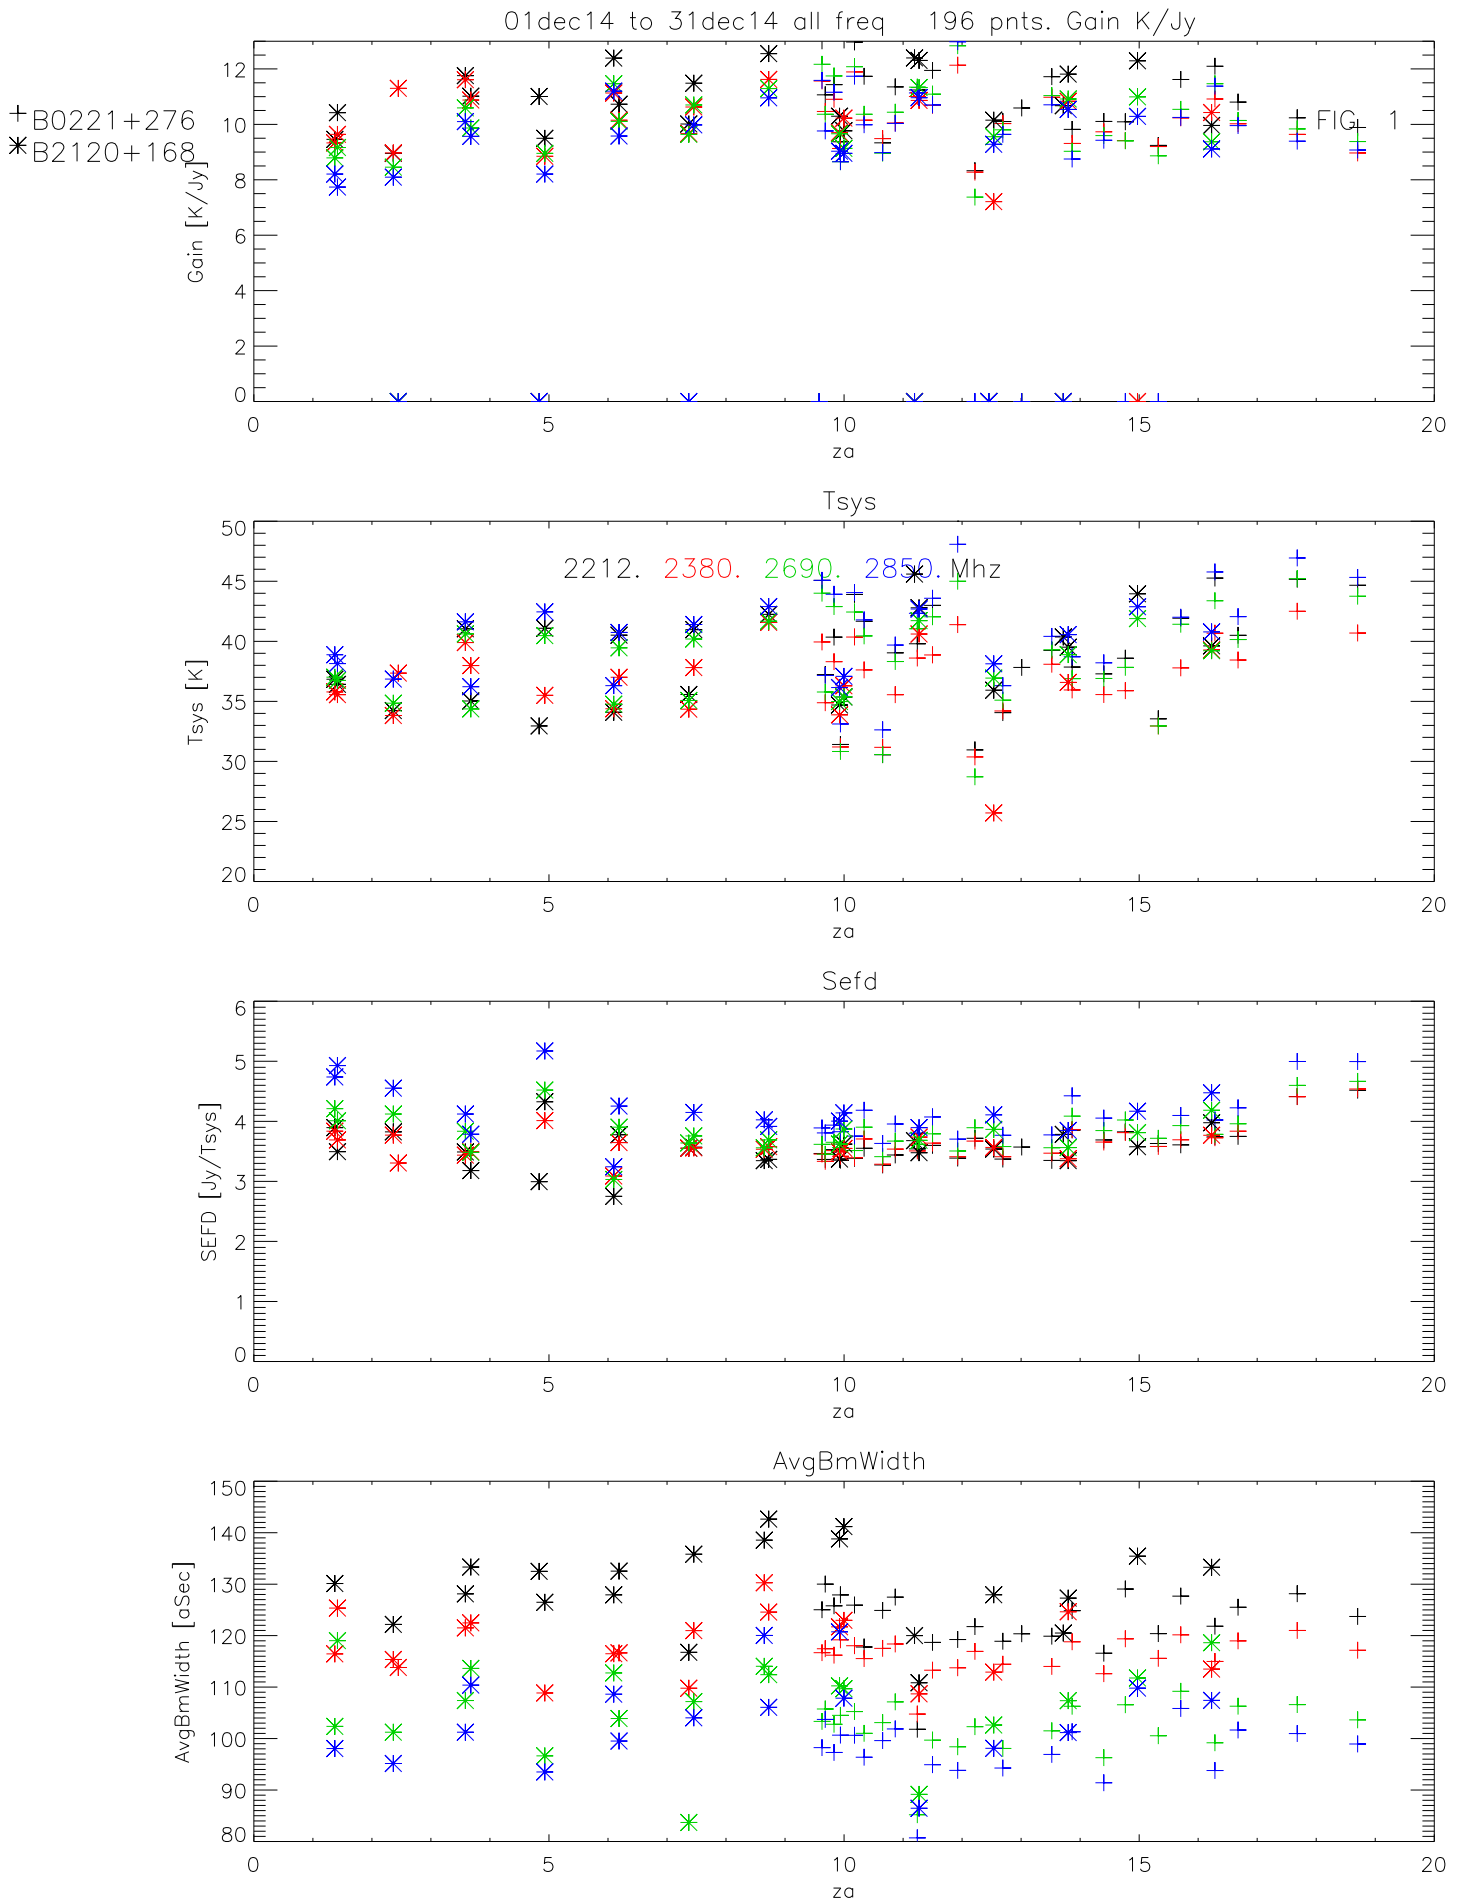 01dec14 to 31dec14 all freq 196 pnts. Gain K/Jy
B0221+276
B2120+168
FIG 1
Gain [K/Jy]
12
10
8
6
4
2
0
0 5 10 15 20
za
Tsys
2212. 2380. 2690. 2850. Mhz
Tsys [K]
50
45
40
35
30
25
20
0 5 10 15 20
za
Sefd
SEFD [Jy/Tsys]
6
5
4
3
2
1
0
0 5 10 15 20
za
AvgBmWidth
AvgBmWidth [aSec]
150
140
130
120
110
100
90
80
0 5 10 15 20
za